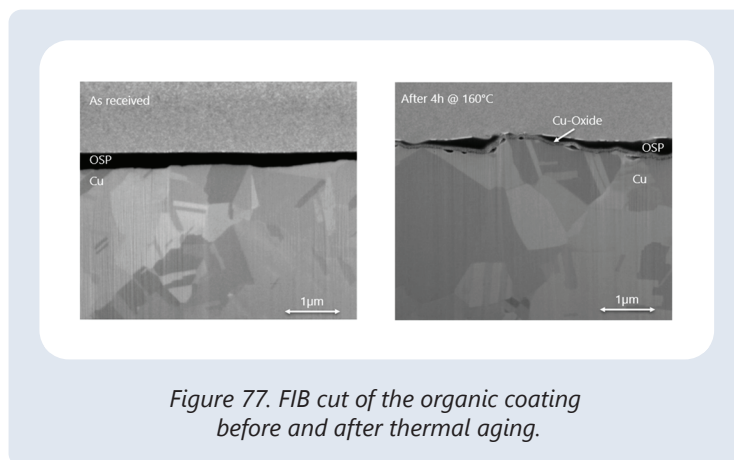 As received
OSP
Cu
1μm
After 4h @ 160°C
Cu-Oxide
OSP
Cu
1μm
Figure 77. FIB cut of the organic coating
before and after thermal aging.